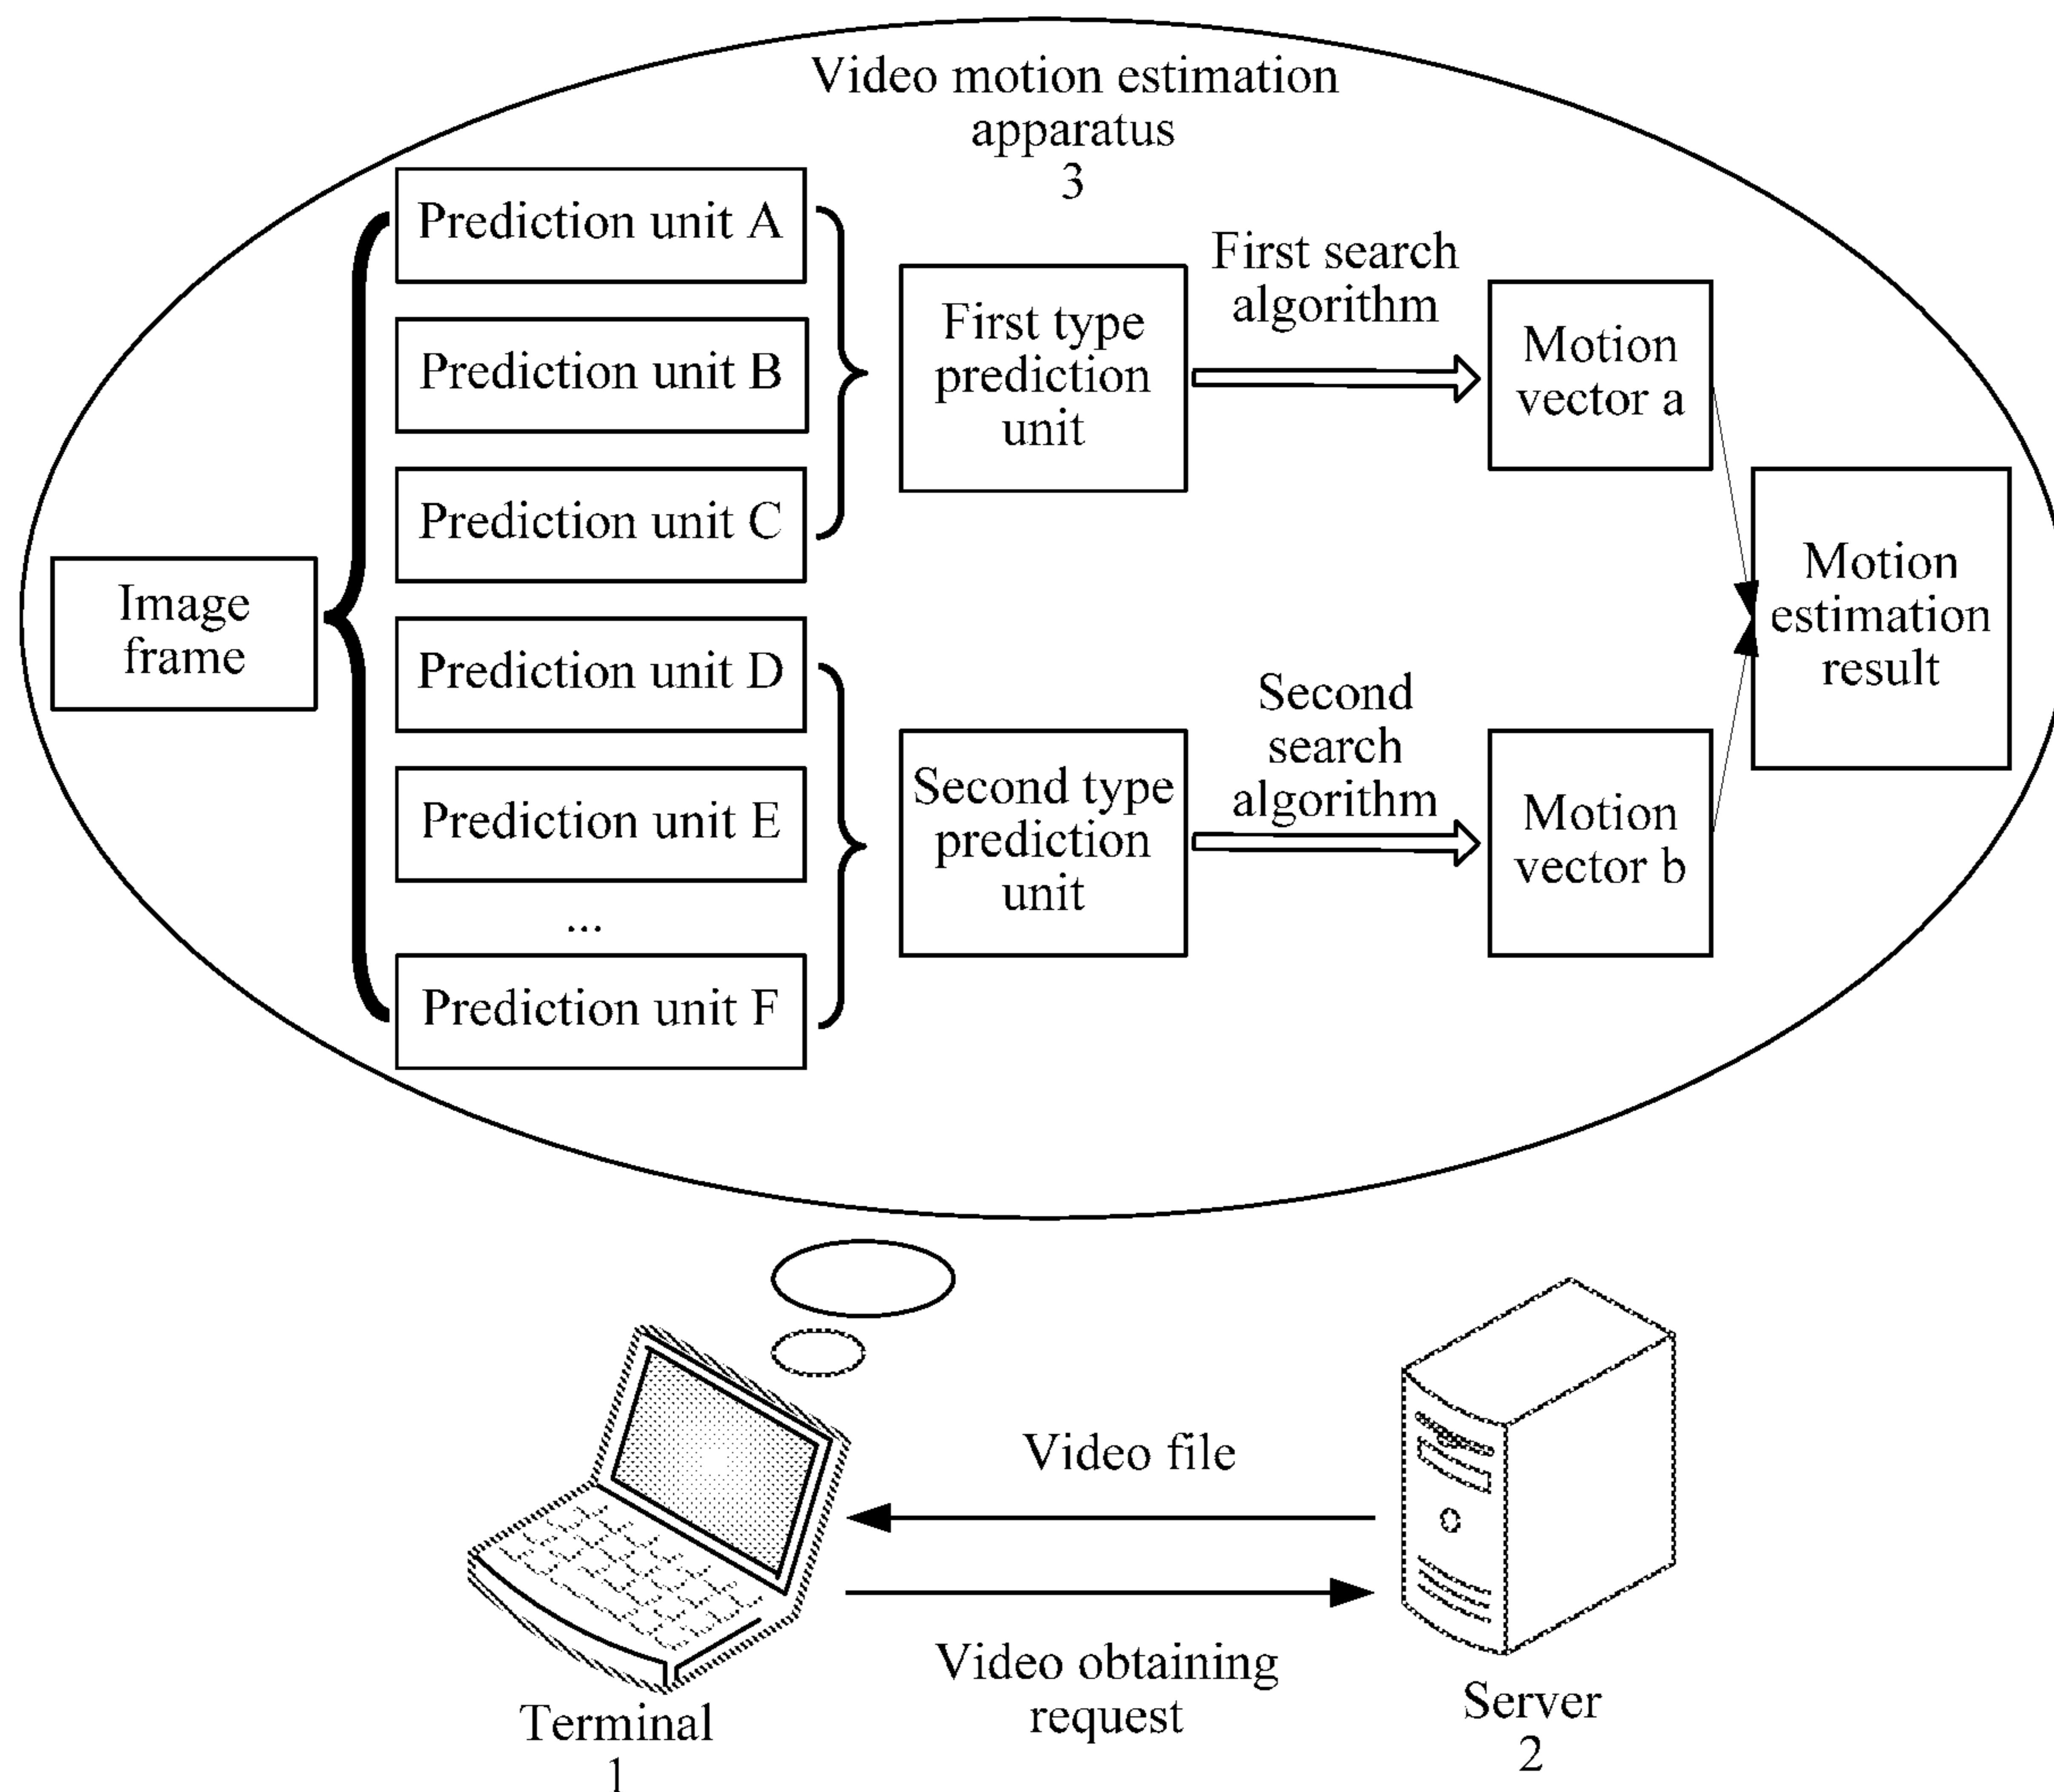 Video motion estimation
apparatus
3
Prediction unit A
Prediction unit B
Prediction unit C
Prediction unit D
Prediction unit E
...
Prediction unit F
Image
frame
First type
prediction
unit
First search
algorithm
Motion
vector a
Second type
prediction
unit
Second
search
algorithm
Motion
vector b
Motion
estimation
result
Video file
Video obtaining
request
Terminal
1
Server
2